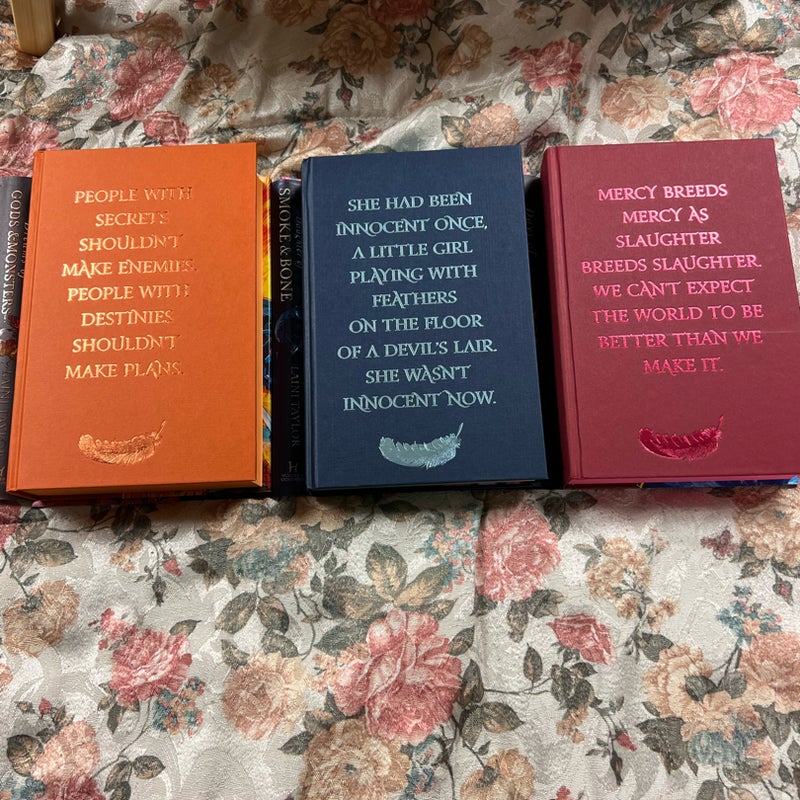 PEOPLE WITH
SECRETS
SHOULDN'T
MAKE ENEMIES.
PEOPLE WITH
DESTINIES
SHOULDN'T
MAKE PLANS.
SHE HAD BEEN
INNOCENT ONCE,
A LITTLE GIRL
PLAYING WITH
FEATHERS
ON THE FLOOR
OF A DEVIL'S LAIR.
SHE WASN'T
INNOCENT NOW.
MERCY BREEDS
MERCY AS
SLAUGHTER
BREEDS SLAUGHTER.
WE CAN'T EXPECT
THE WORLD TO BE
BETTER THAN WE
MAKE IT.
GODS & MONSTERS
SMOKE & BONE
LAINI TAYLOR